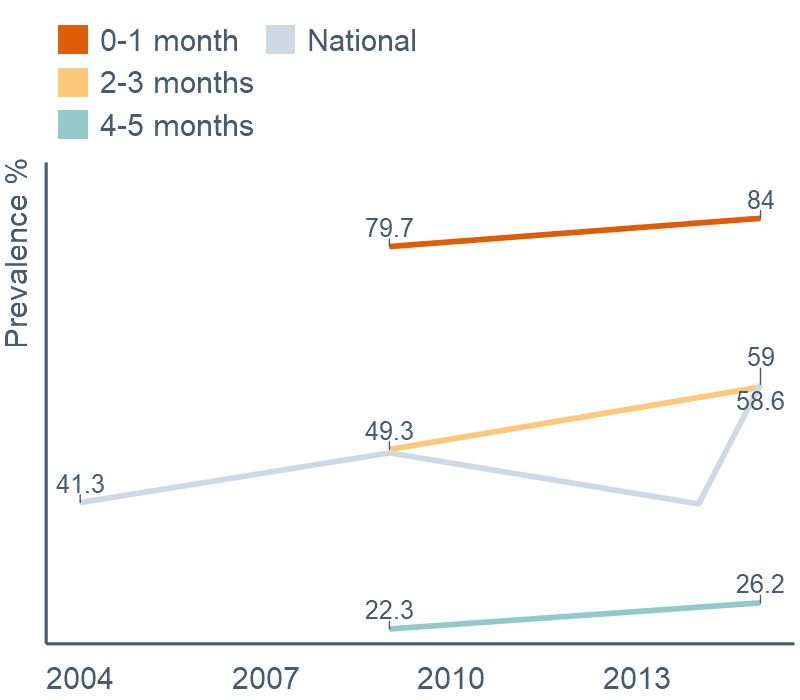 0-1 month National
2-3 months
4-5 months
Prevalence %
79.7 84
59
58.6
49.3
41.3
26.2
22.3
2004 2007 2010 2013